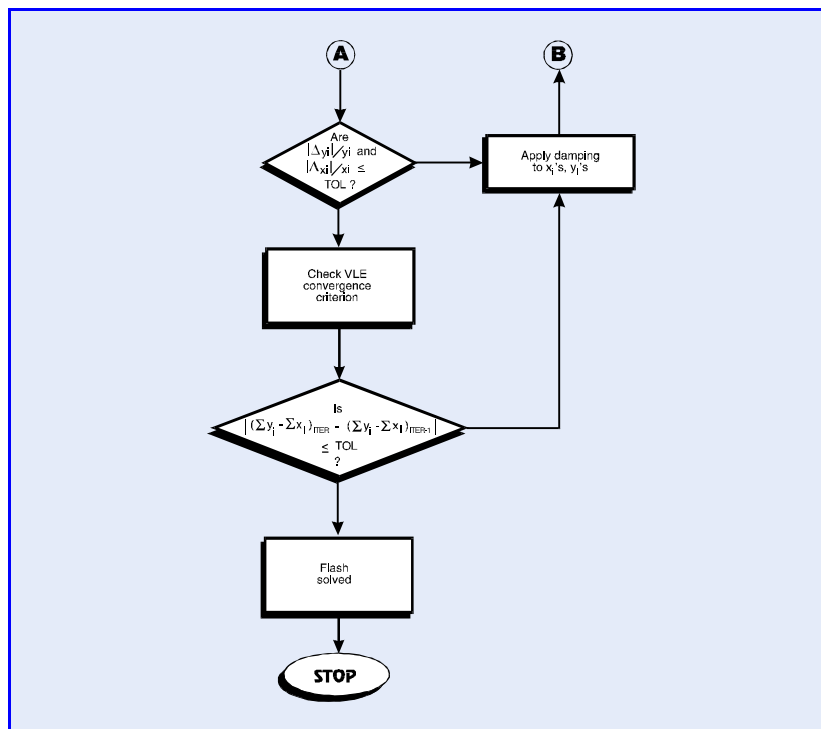 A
B
Are
|Δyi|/yi and
|Λxi|/xi ≤
TOL ?
Apply damping
to xᵢ's, yᵢ's
Check VLE
convergence
criterion
Is
|(Σyᵢ - Σxᵢ)ITER - (Σyᵢ - Σxᵢ)ITER-1|
≤ TOL
?
Flash
solved
STOP